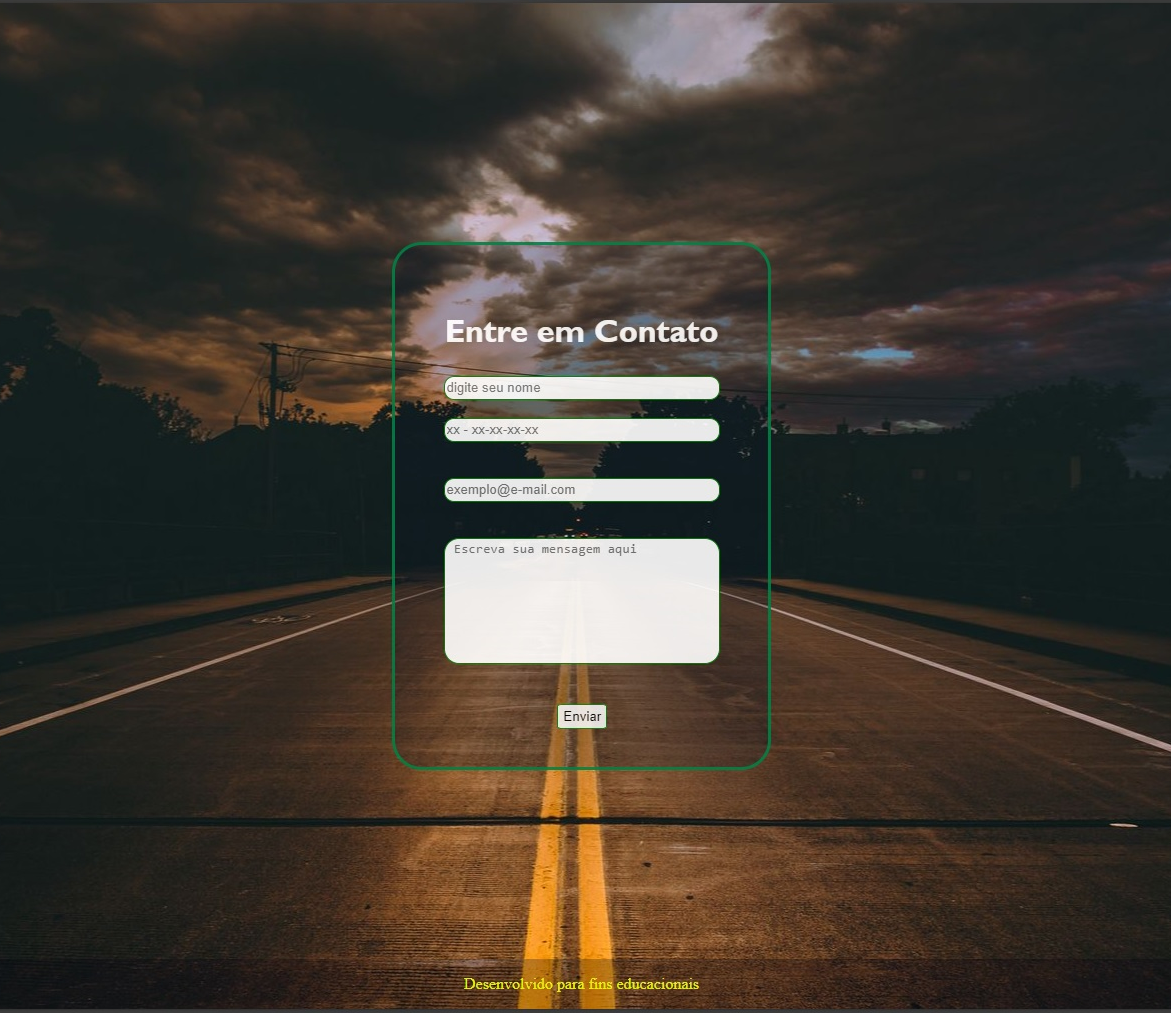 Entre em Contato
digite seu nome
xx - xx-xx-xx-xx
exemplo@e-mail.com
Escreva sua mensagem aqui
Enviar
Desenvolvido para fins educacionais